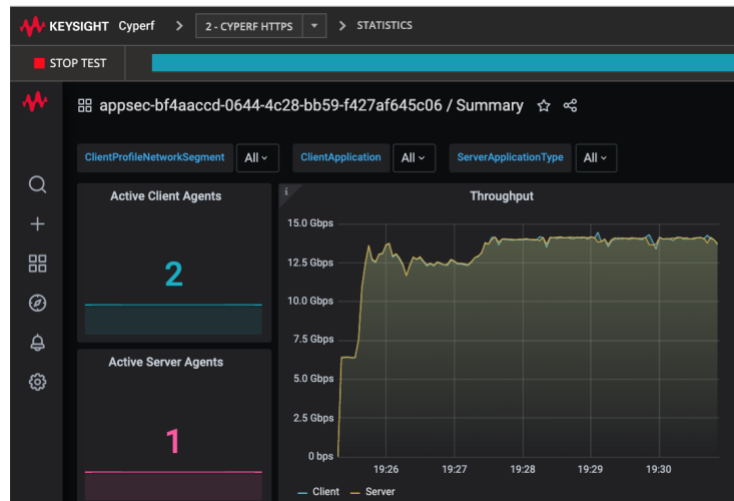 KEYSIGHT Cyperf > 2 - CYPERF HTTPS > STATISTICS
STOP TEST
appsec-bf4aaccd-0644-4c28-bb59-f427af645c06 / Summary
ClientProfileNetworkSegment All ClientApplication All ServerApplicationType All
Active Client Agents
2
Active Server Agents
1
i
Throughput
15.0 Gbps
12.5 Gbps
10.0 Gbps
7.5 Gbps
5.0 Gbps
2.5 Gbps
0 bps
19:26 19:27 19:28 19:29 19:30
Client Server